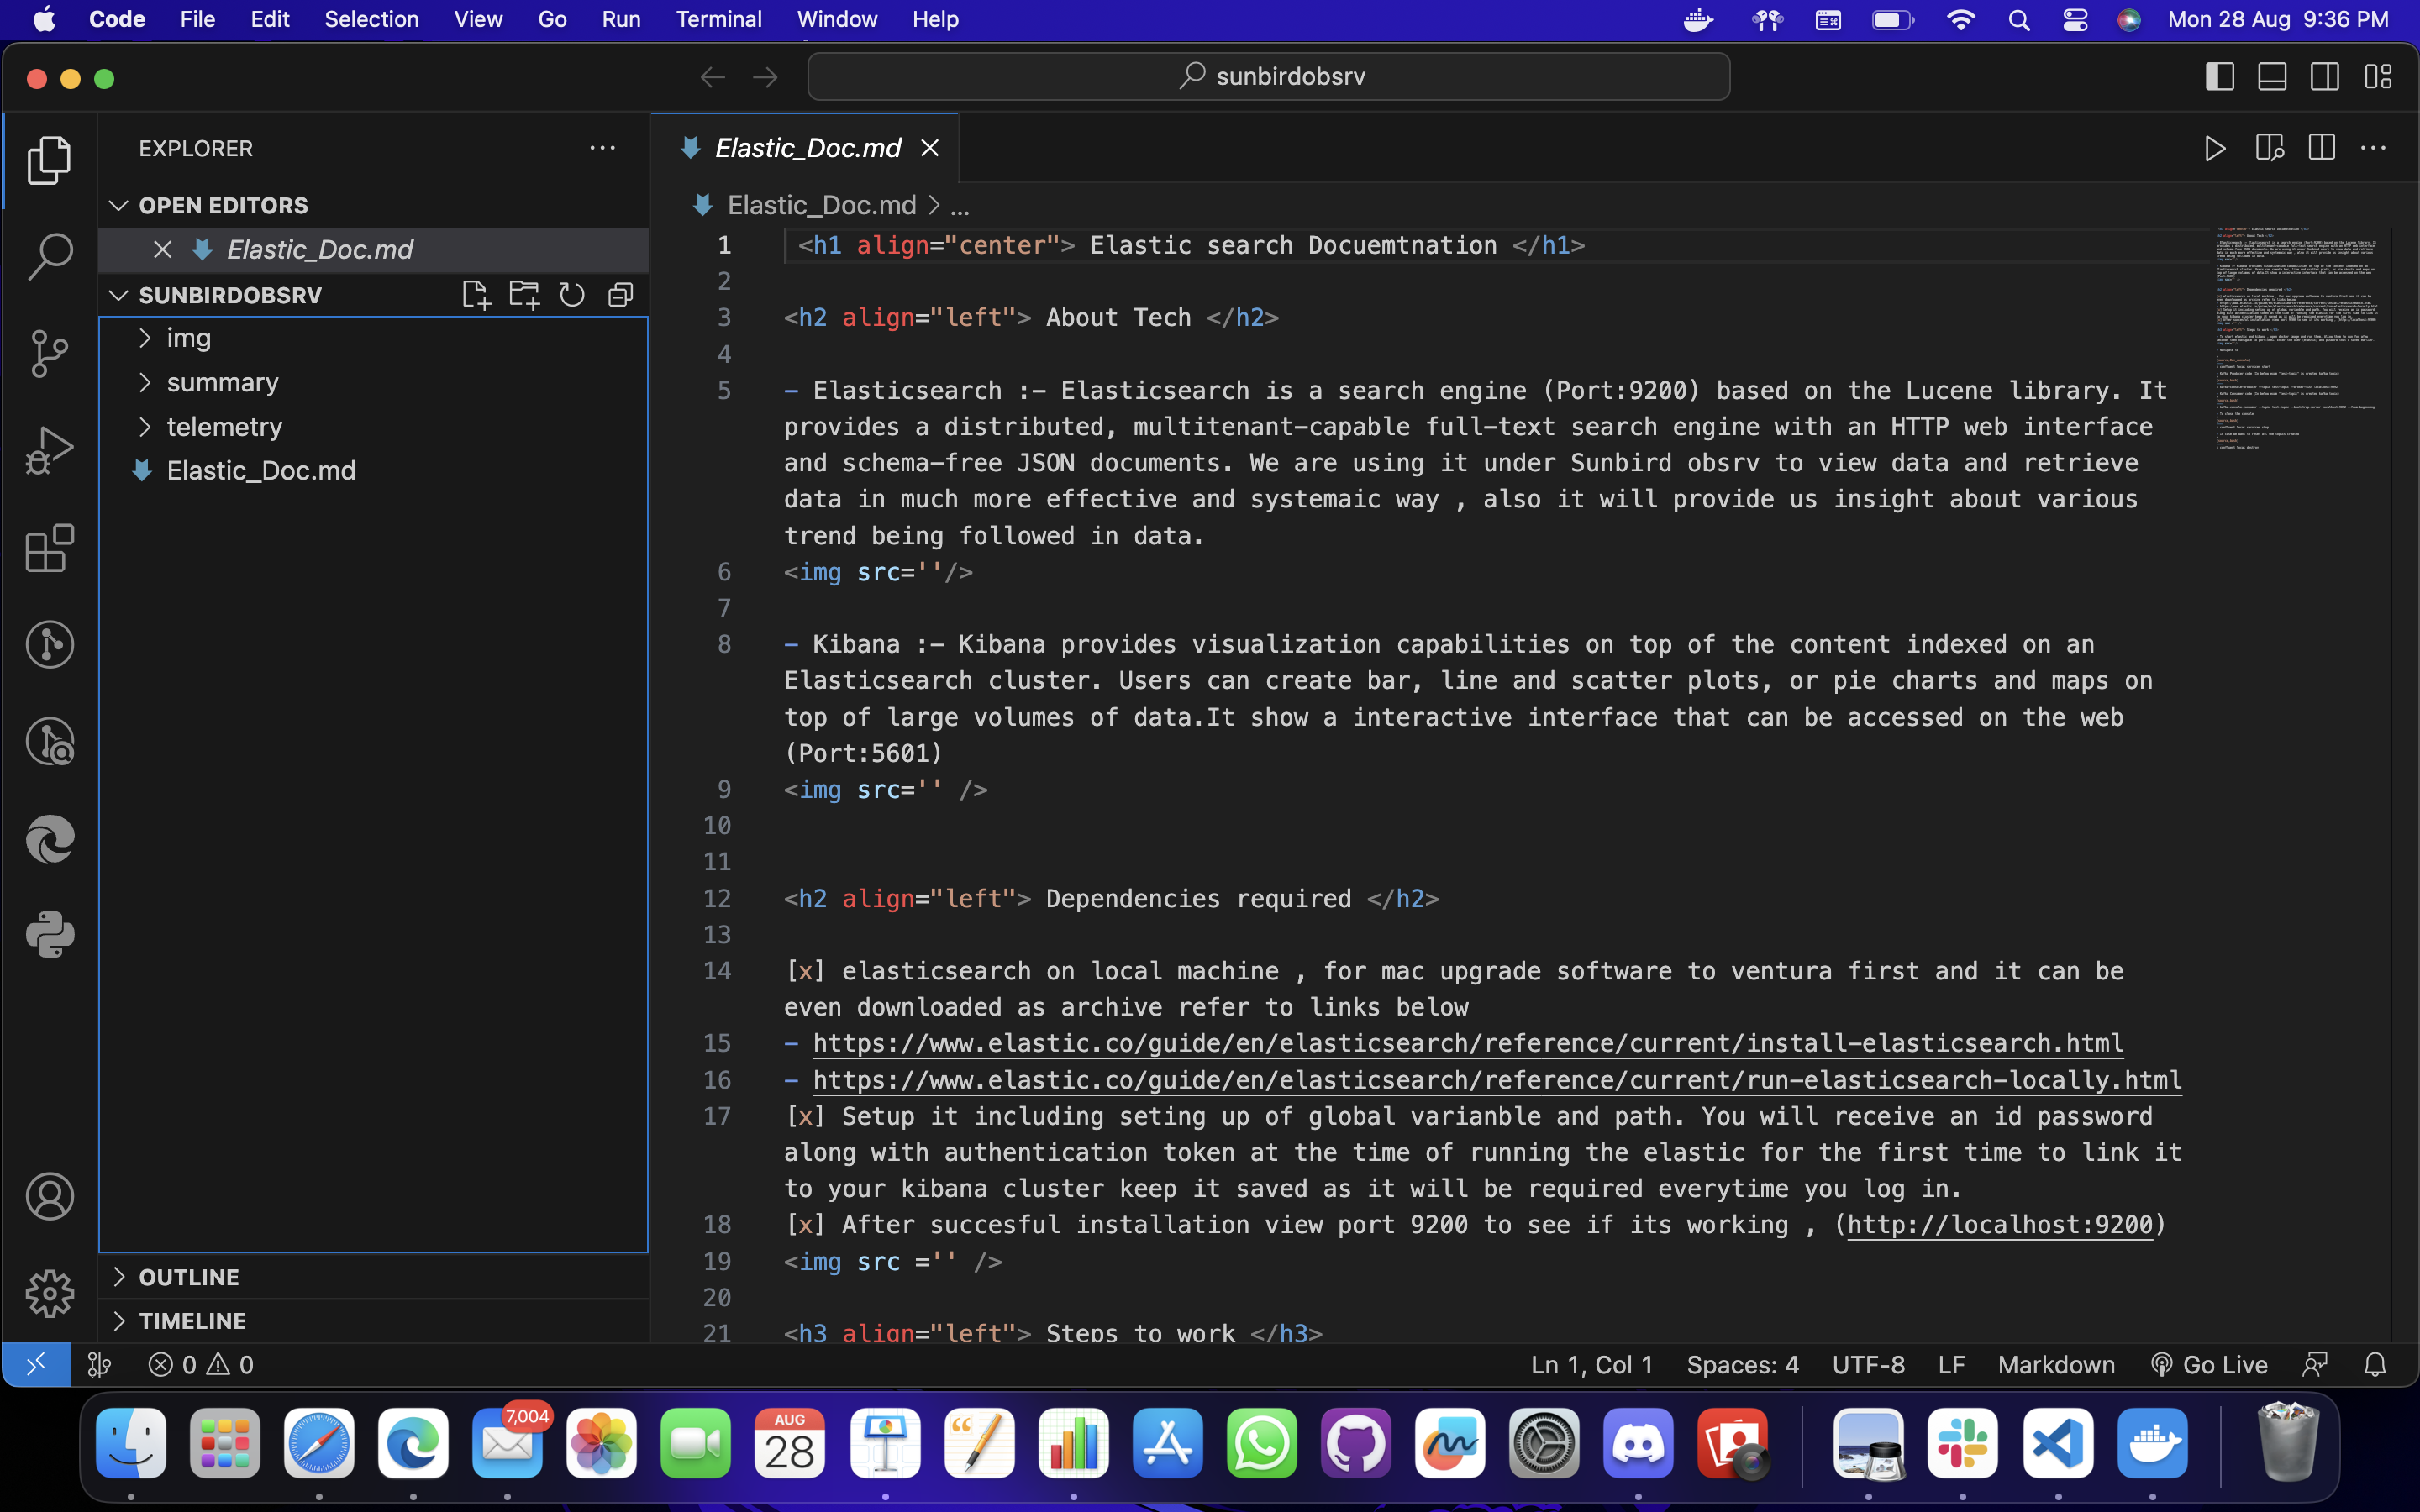 Code File Edit Selection View Go Run Terminal Window Help Mon 28 Aug 9:36 PM
sunbirdobsrv
EXPLORER
OPEN EDITORS
Elastic_Doc.md
SUNBIRDOBSRV
img
summary
telemetry
Elastic_Doc.md
OUTLINE
TIMELINE
Elastic_Doc.md
Elastic_Doc.md > ...
1 <h1 align="center"> Elastic search Docuemtnation </h1>
2
3 <h2 align="left"> About Tech </h2>
4
5 - Elasticsearch :- Elasticsearch is a search engine (Port:9200) based on the Lucene library. It
provides a distributed, multitenant-capable full-text search engine with an HTTP web interface
and schema-free JSON documents. We are using it under Sunbird obsrv to view data and retrieve
data in much more effective and systemaic way , also it will provide us insight about various
trend being followed in data.
6 <img src=''/>
7
8 - Kibana :- Kibana provides visualization capabilities on top of the content indexed on an
Elasticsearch cluster. Users can create bar, line and scatter plots, or pie charts and maps on
top of large volumes of data.It show a interactive interface that can be accessed on the web
(Port:5601)
9 <img src='' />
10
11
12 <h2 align="left"> Dependencies required </h2>
13
14 [x] elasticsearch on local machine , for mac upgrade software to ventura first and it can be
even downloaded as archive refer to links below
15 - https://www.elastic.co/guide/en/elasticsearch/reference/current/install-elasticsearch.html
16 - https://www.elastic.co/guide/en/elasticsearch/reference/current/run-elasticsearch-locally.html
17 [x] Setup it including seting up of global varianble and path. You will receive an id password
along with authentication token at the time of running the elastic for the first time to link it
to your kibana cluster keep it saved as it will be required everytime you log in.
18 [x] After succesful installation view port 9200 to see if its working , (http://localhost:9200)
19 <img src ='' />
20
21 <h3 align="left"> Steps to work </h3>
0 0 Ln 1, Col 1 Spaces: 4 UTF-8 LF Markdown Go Live
7,004
AUG
28